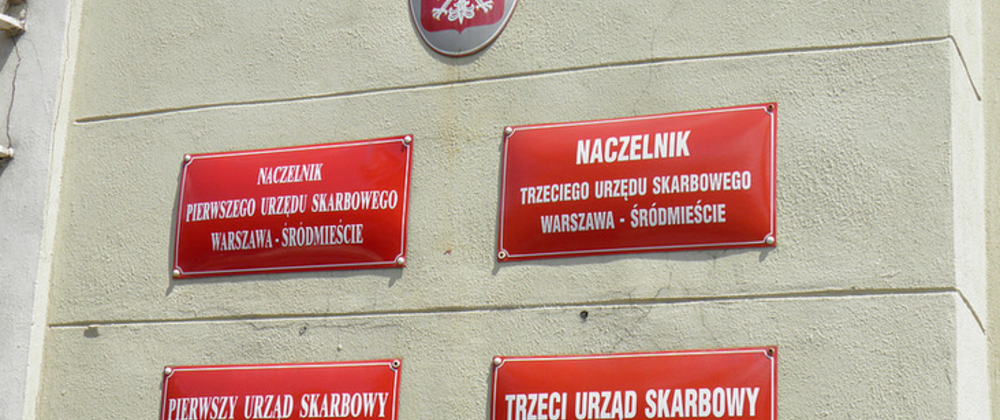 NACZELNIK
PIERWSZEGO URZĘDU SKARBOWEGO
WARSZAWA - ŚRÓDMIEŚCIE
NACZELNIK
TRZECIEGO URZĘDU SKARBOWEGO
WARSZAWA - ŚRÓDMIEŚCIE
PIERWSZY URZĄD SKARBOWY
TRZECI URZĄD SKARBOWY